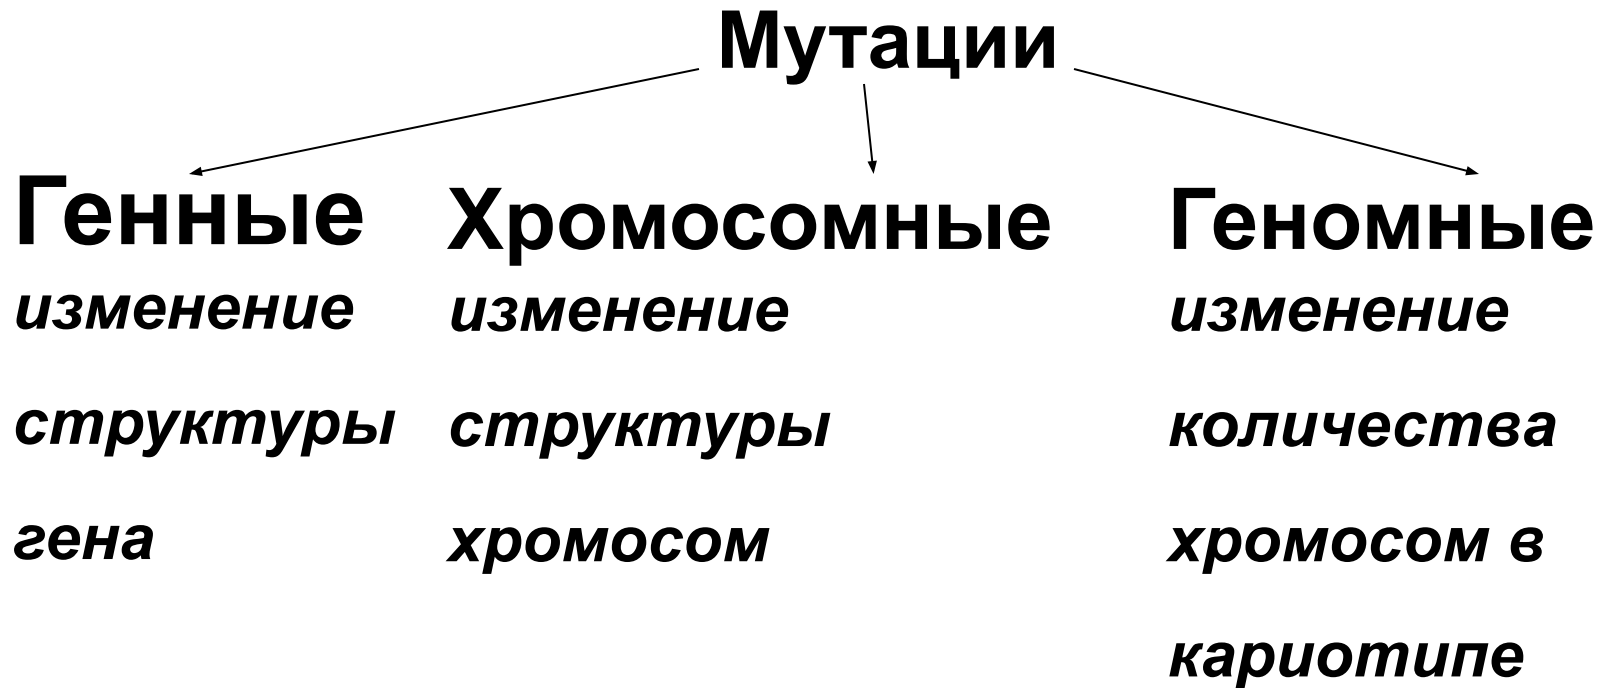 Мутации
Генные
изменение
структуры
гена
Хромосомные
изменение
структуры
хромосом
Геномные
изменение
количества
хромосом в
кариотипе